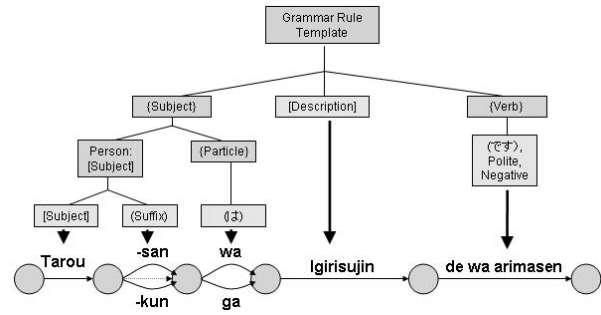 Grammar Rule
Template
{Subject}
[Description]
{Verb}
Person:
[Subject]
{Particle}
(です),
Polite,
Negative
[Subject]
(Suffix)
(は)
Tarou
-san
wa
Igirisujin
de wa arimasen
-kun
ga